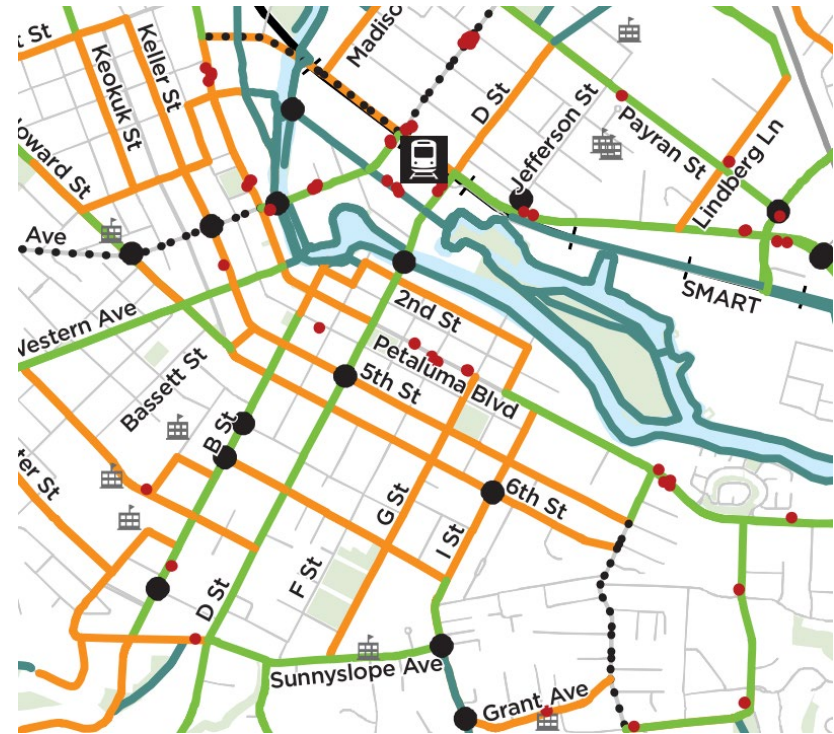 t St
Keokuk St
Keller St
Madiso
D St
Jefferson St
Payran St
Lindberg Ln
oward St
Ave
SMART
Western Ave
2nd St
Petaluma Blvd
5th St
Bassett St
B St
6th St
G St
I St
ter St
F St
D St
Sunnyslope Ave
Grant Ave